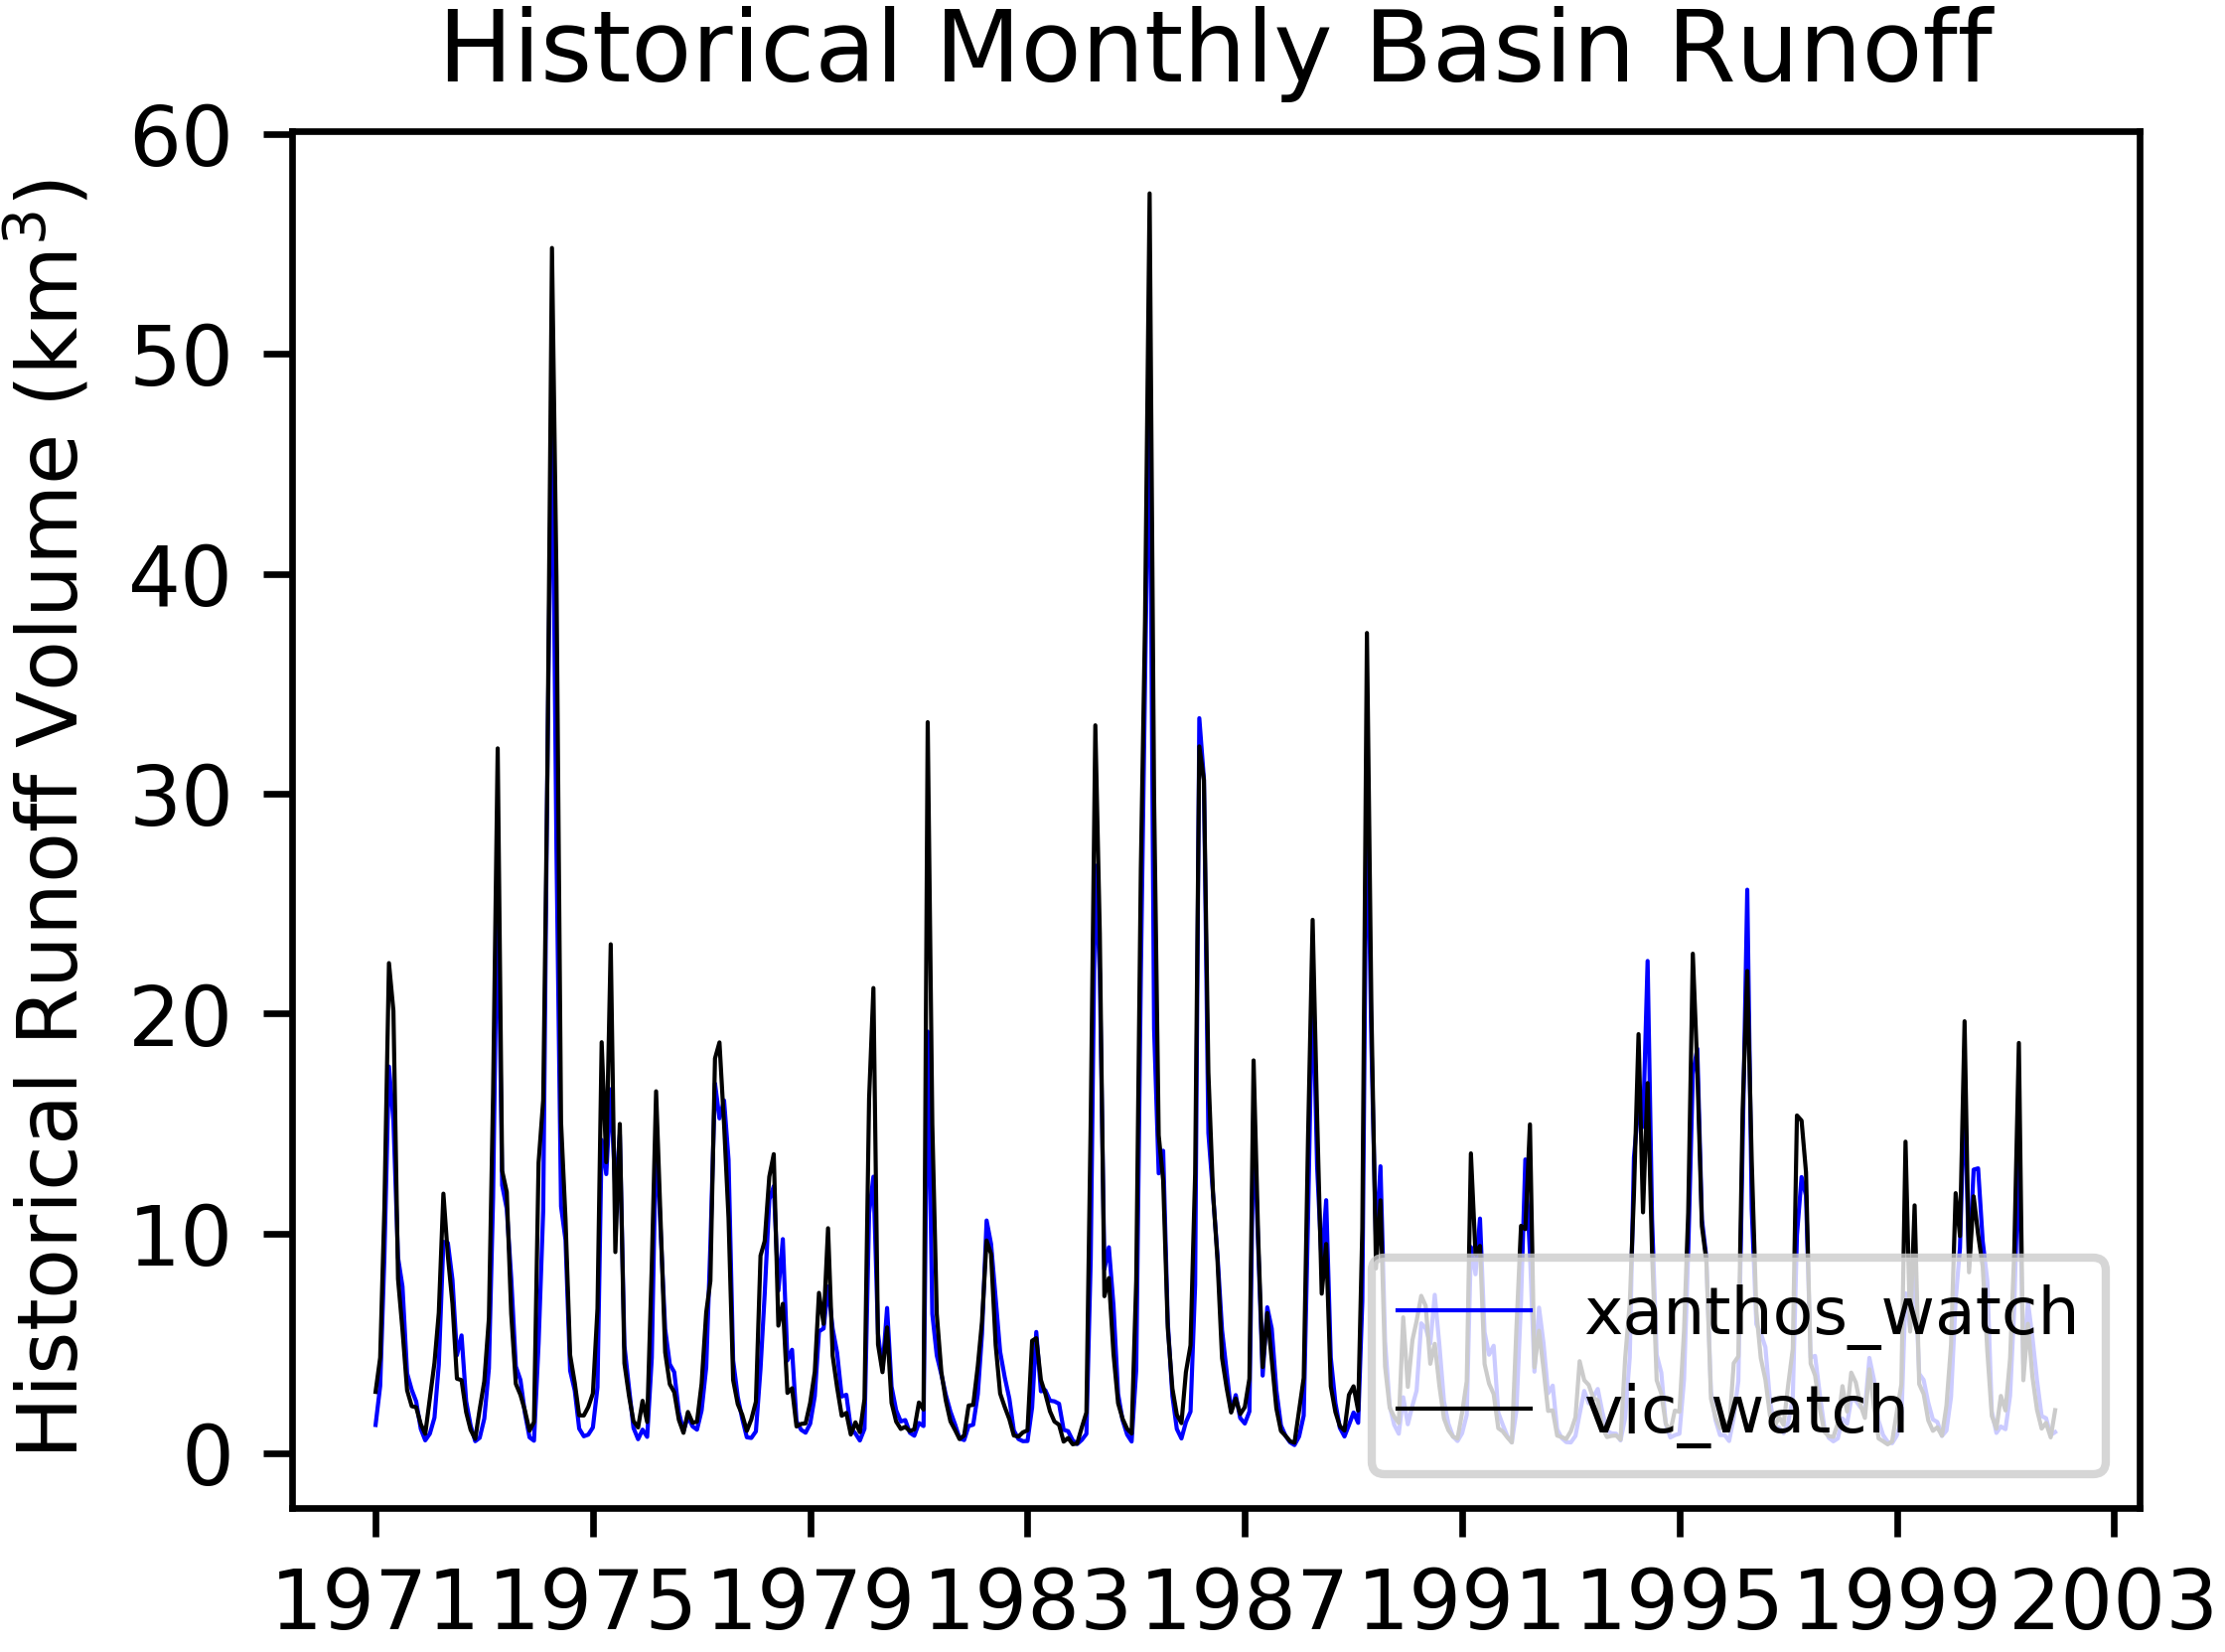 Historical Monthly Basin Runoff
Historical Runoff Volume (km³)
60
50
40
30
20
10
0
xanthos_watch
vic_watch
1971 1975 1979 1983 1987 1991 1995 1999 2003